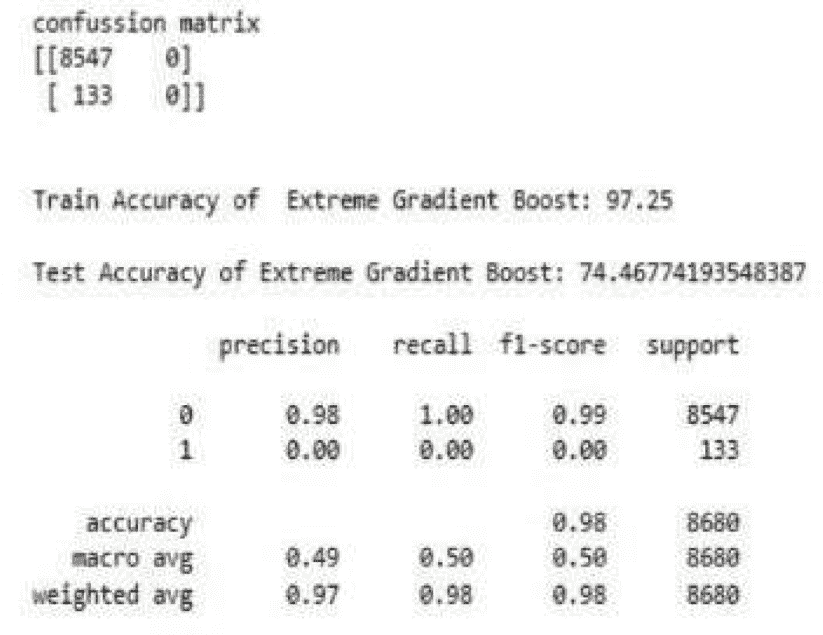 confussion matrix
[[8547 0]
[ 133 0]]
Train Accuracy of Extreme Gradient Boost: 97.25
Test Accuracy of Extreme Gradient Boost: 74.46774193548387
precision recall f1-score support
0 0.98 1.00 0.99 8547
1 0.00 0.00 0.00 133
accuracy 0.98 8680
macro avg 0.49 0.50 0.50 8680
weighted avg 0.97 0.98 0.98 8680